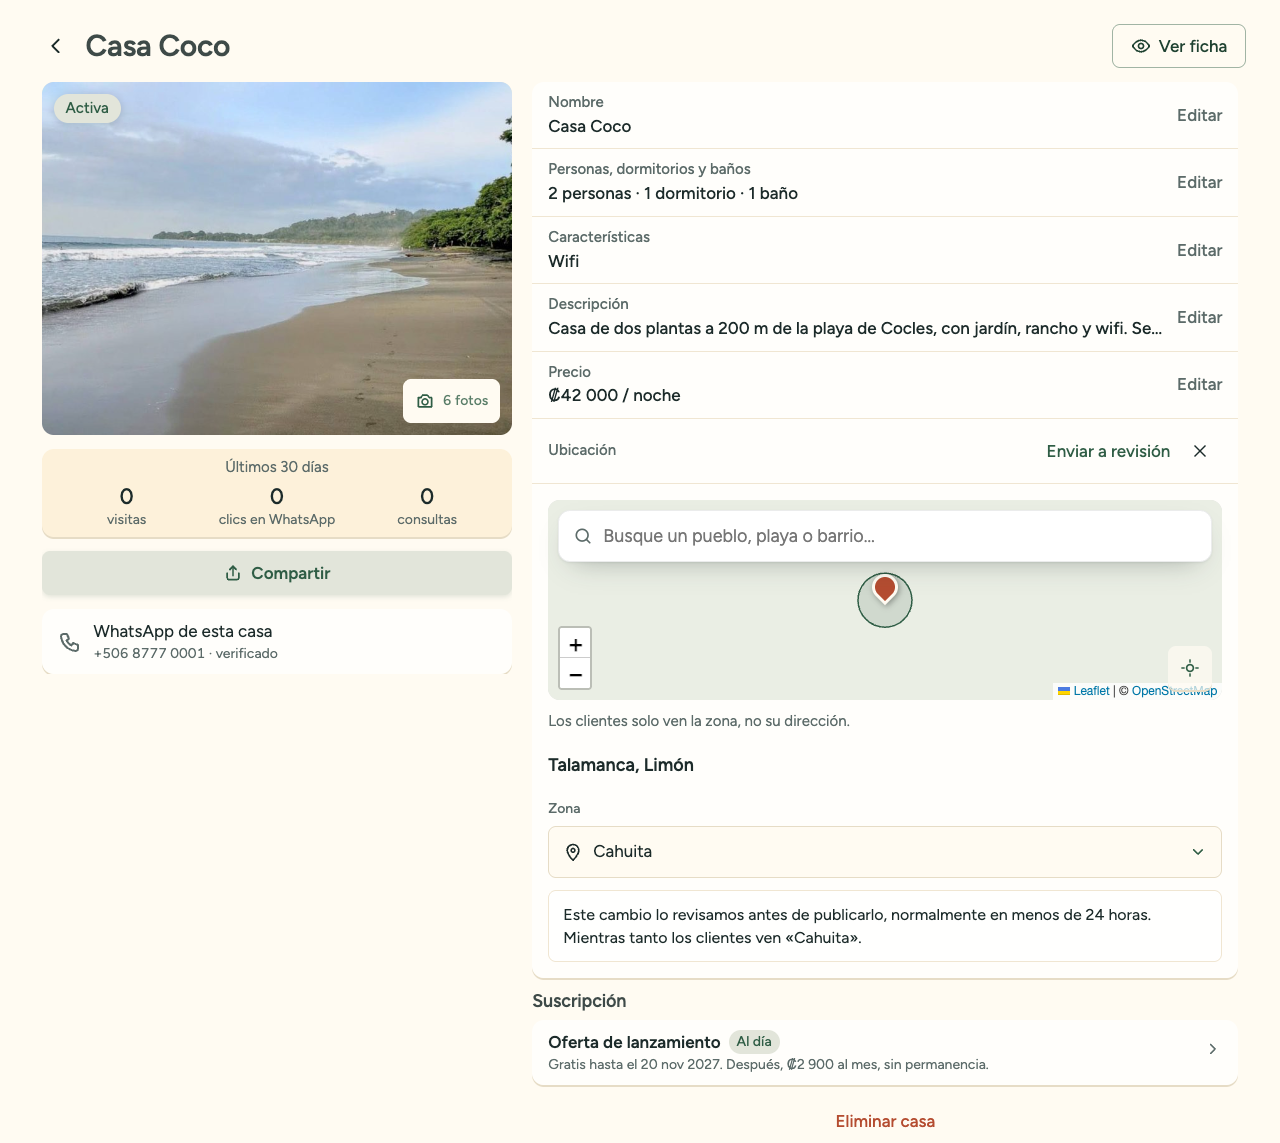 Casa Coco
Ver ficha
Activa
6 fotos
Últimos 30 días
0
visitas
0
clics en WhatsApp
0
consultas
Compartir
WhatsApp de esta casa
+506 8777 0001 · verificado
Nombre
Casa Coco
Editar
Personas, dormitorios y baños
2 personas · 1 dormitorio · 1 baño
Editar
Características
Wifi
Editar
Descripción
Casa de dos plantas a 200 m de la playa de Cocles, con jardín, rancho y wifi. Se…
Editar
Precio
₡42 000 / noche
Editar
Ubicación
Enviar a revisión
Busque un pueblo, playa o barrio…
+
−
Leaflet | © OpenStreetMap
Los clientes solo ven la zona, no su dirección.
Talamanca, Limón
Zona
Cahuita
Este cambio lo revisamos antes de publicarlo, normalmente en menos de 24 horas.
Mientras tanto los clientes ven «Cahuita».
Suscripción
Oferta de lanzamiento Al día
Gratis hasta el 20 nov 2027. Después, ₡2 900 al mes, sin permanencia.
Eliminar casa